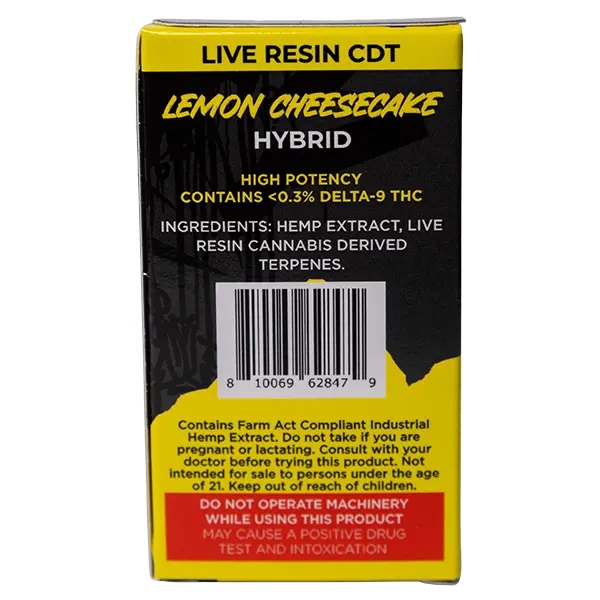 LIVE RESIN CDT
LEMON CHEESECAKE
HYBRID
HIGH POTENCY
CONTAINS <0.3% DELTA-9 THC
INGREDIENTS: HEMP EXTRACT, LIVE
RESIN CANNABIS DERIVED
TERPENES.
8 10069 62847 9
Contains Farm Act Compliant Industrial
Hemp Extract. Do not take if you are
pregnant or lactating. Consult with your
doctor before trying this product. Not
intended for sale to persons under the age
of 21. Keep out of reach of children.
DO NOT OPERATE MACHINERY
WHILE USING THIS PRODUCT
MAY CAUSE A POSITIVE DRUG
TEST AND INTOXICATION